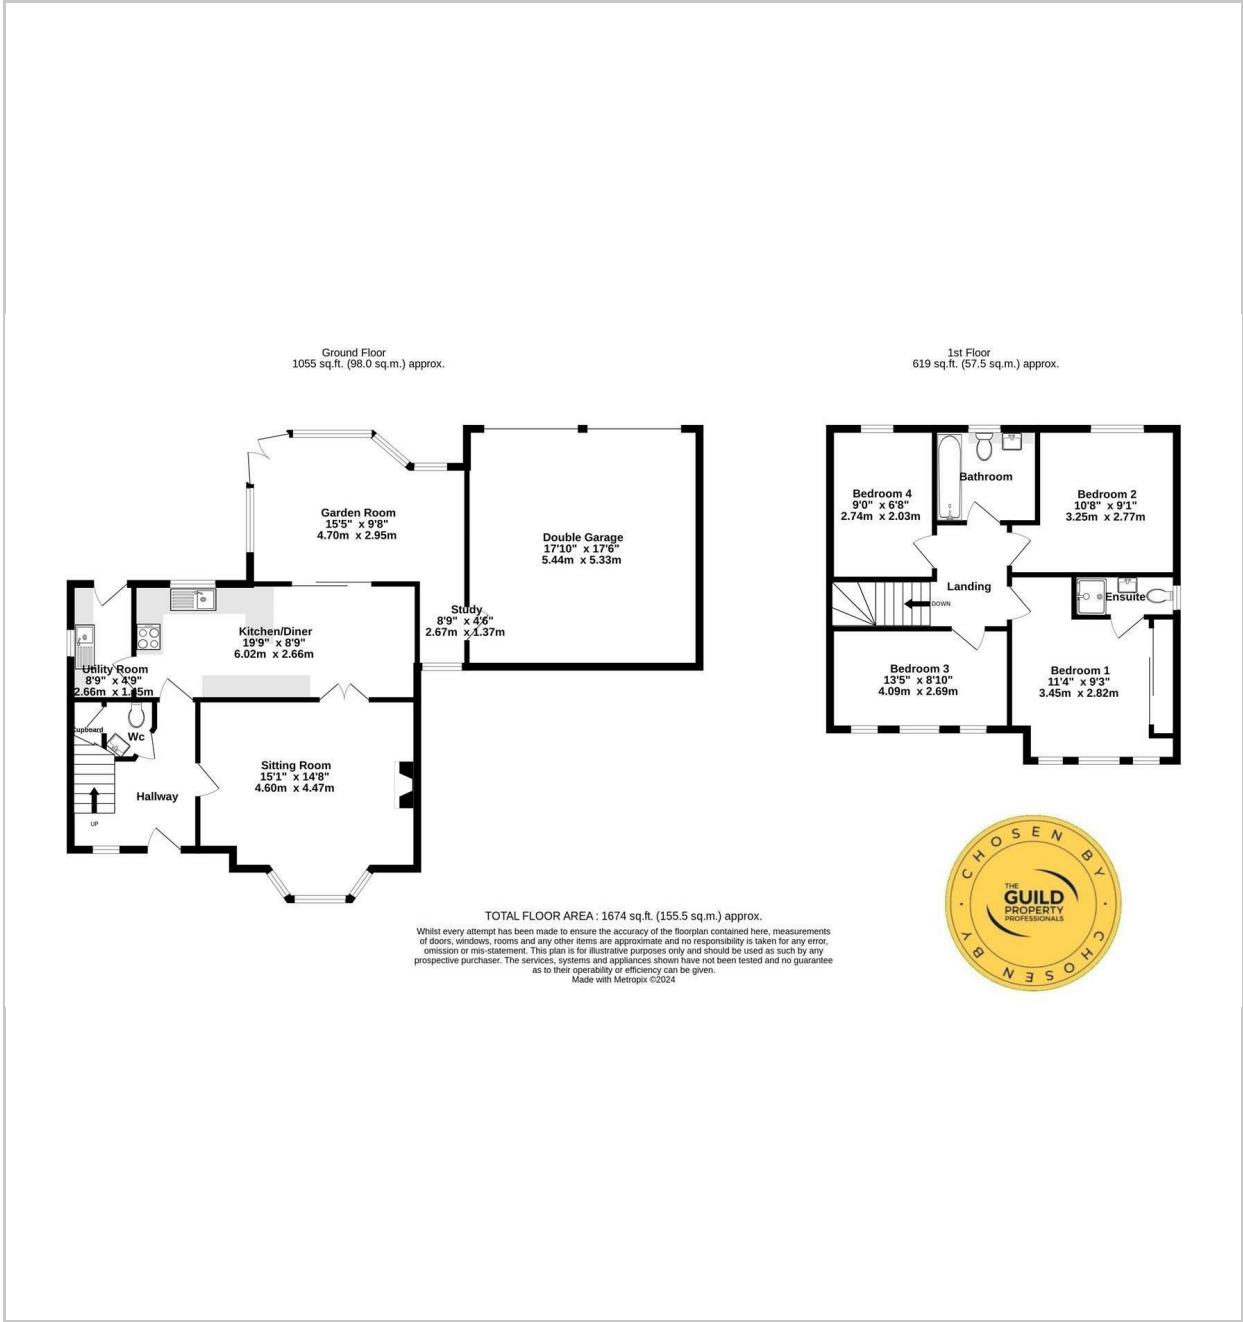 Ground Floor
1055 sq.ft. (98.0 sq.m.) approx.
1st Floor
619 sq.ft. (57.5 sq.m.) approx.
Garden Room
15'5" x 9'8"
4.70m x 2.95m
Double Garage
17'10" x 17'6"
5.44m x 5.33m
Study
8'9" x 4'6"
2.67m x 1.37m
Kitchen/Diner
19'9" x 8'9"
6.02m x 2.66m
Utility Room
8'9" x 4'9"
2.66m x 1.45m
Cupboard
Wc
Sitting Room
15'1" x 14'8"
4.60m x 4.47m
Hallway
UP
Bedroom 4
9'0" x 6'8"
2.74m x 2.03m
Bathroom
Bedroom 2
10'8" x 9'1"
3.25m x 2.77m
Landing
DOWN
Ensuite
Bedroom 3
13'5" x 8'10"
4.09m x 2.69m
Bedroom 1
11'4" x 9'3"
3.45m x 2.82m
CHOSEN BY
THE
GUILD
PROPERTY
PROFESSIONALS
CHOSEN BY
TOTAL FLOOR AREA : 1674 sq.ft. (155.5 sq.m.) approx.
Whilst every attempt has been made to ensure the accuracy of the floorplan contained here, measurements
of doors, windows, rooms and any other items are approximate and no responsibility is taken for any error,
omission or mis-statement. This plan is for illustrative purposes only and should be used as such by any
prospective purchaser. The services, systems and appliances shown have not been tested and no guarantee
as to their operability or efficiency can be given.
Made with Metropix ©2024